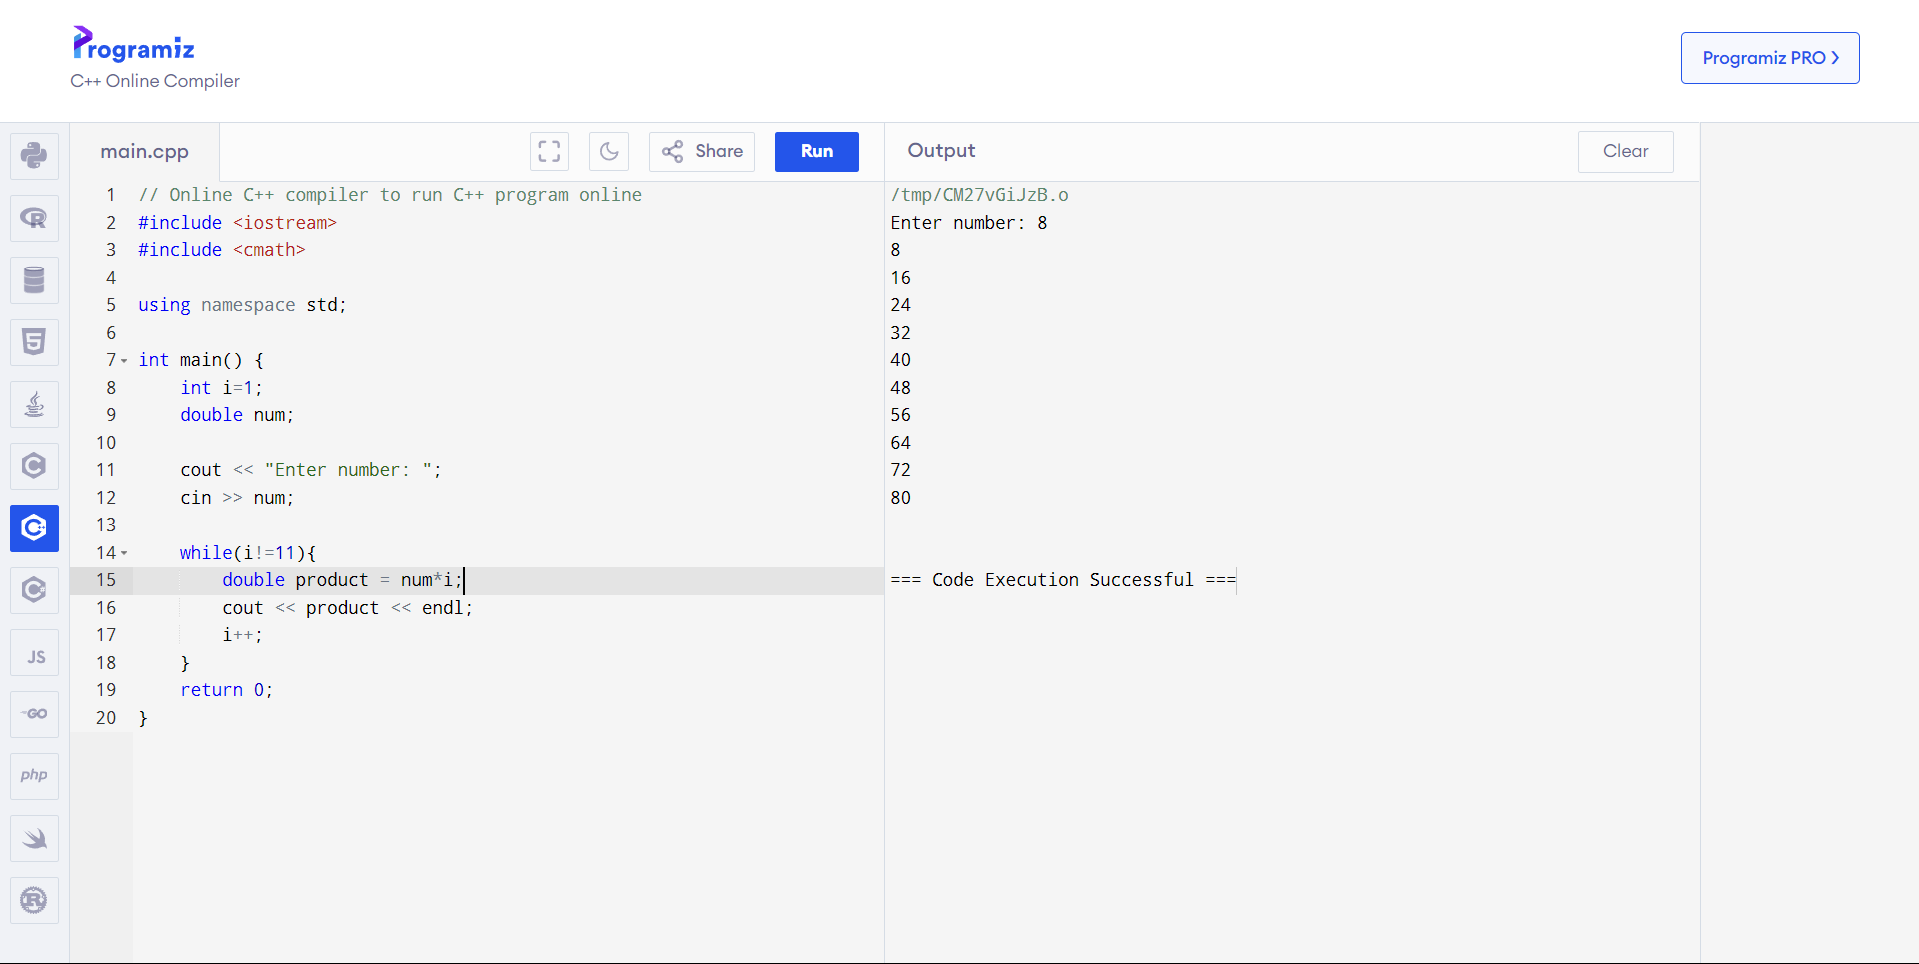 Programiz
C++ Online Compiler
Programiz PRO
main.cpp
Share
Run
Output
Clear
1 // Online C++ compiler to run C++ program online
2 #include <iostream>
3 #include <cmath>
4
5 using namespace std;
6
7 int main() {
8     int i=1;
9     double num;
10
11     cout << "Enter number: ";
12     cin >> num;
13
14     while(i!=11){
15         double product = num*i;
16         cout << product << endl;
17         i++;
18     }
19     return 0;
20 }
/tmp/CM27vGiJzB.o
Enter number: 8
8
16
24
32
40
48
56
64
72
80
=== Code Execution Successful ===
R
5
C
C++
C
JS
GO
php
R